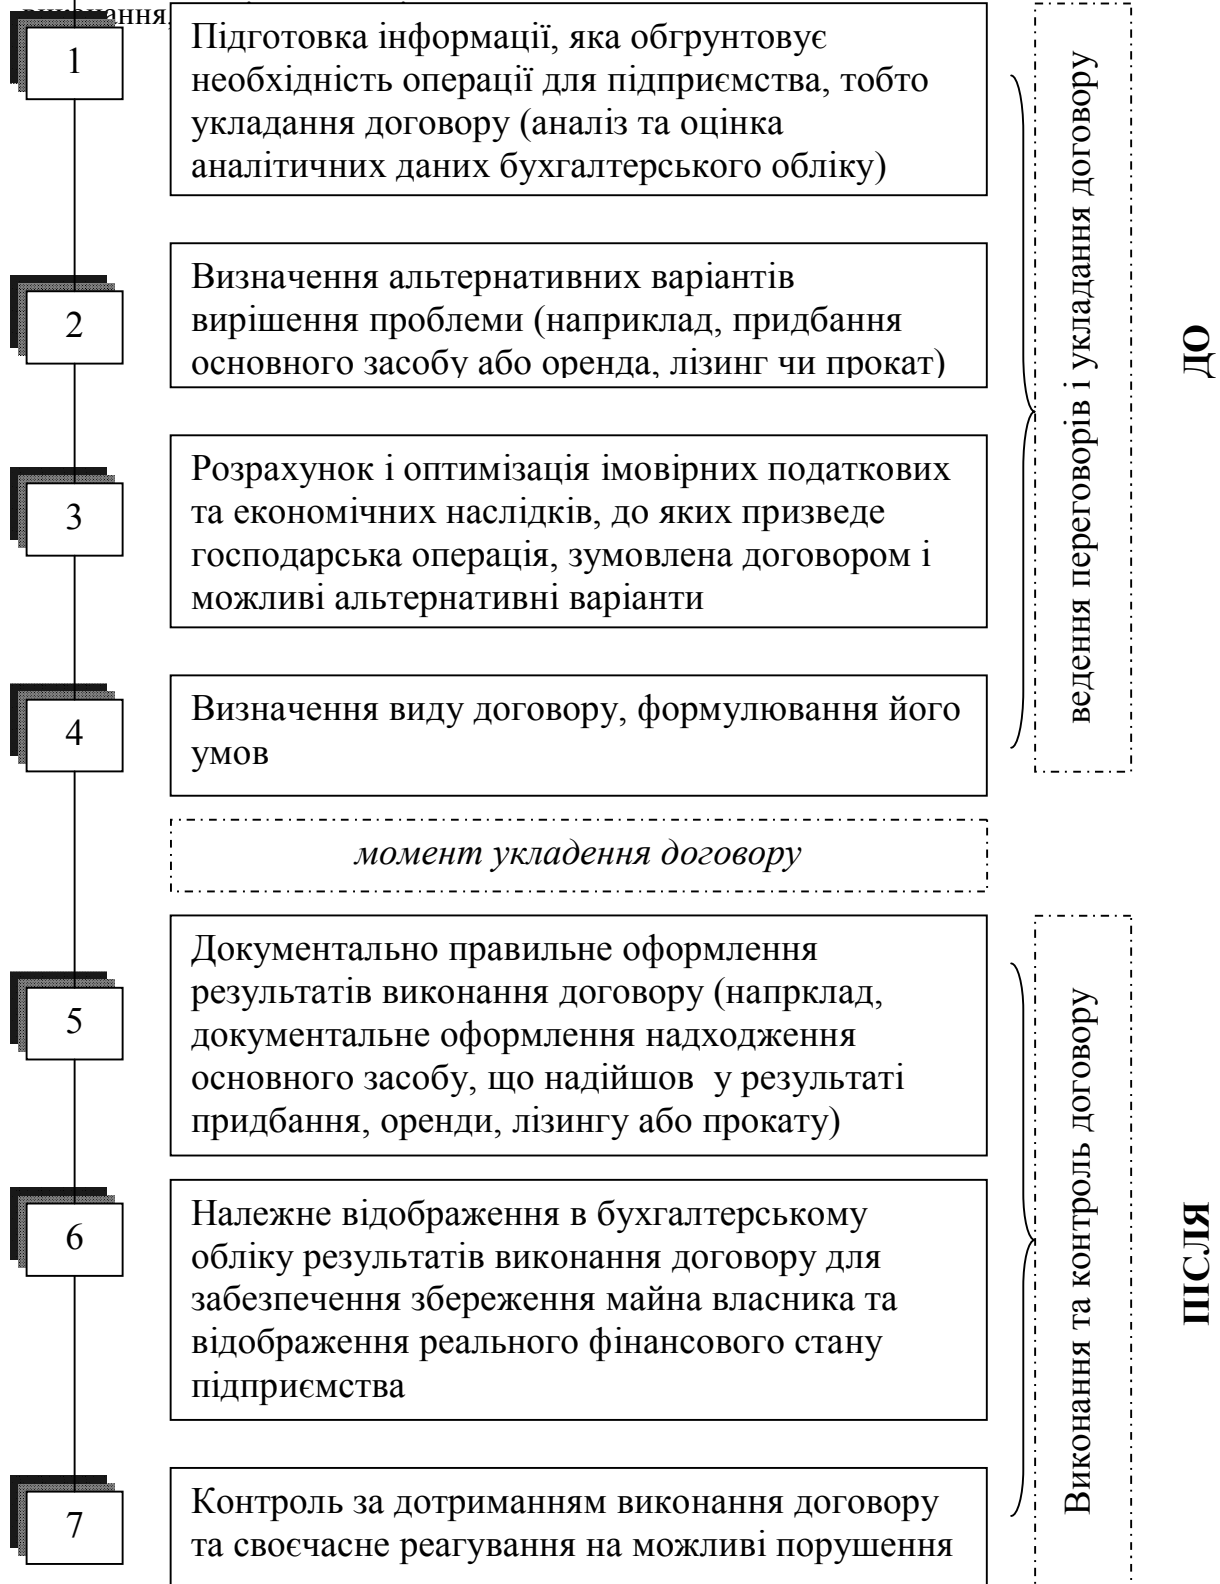 виконання,
1
Підготовка інформації, яка обгрунтовує
необхідність операції для підприємства, тобто
укладання договору (аналіз та оцінка
аналітичних даних бухгалтерського обліку)
2
Визначення альтернативних варіантів
вирішення проблеми (наприклад, придбання
основного засобу або оренда, лізинг чи прокат)
3
Розрахунок і оптимізація імовірних податкових
та економічних наслідків, до яких призведе
господарська операція, зумовлена договором і
можливі альтернативні варіанти
4
Визначення виду договору, формулювання його
умов
ведення переговорів і укладання договору
ДО
момент укладення договору
5
Документально правильне оформлення
результатів виконання договору (напрклад,
документальне оформлення надходження
основного засобу, що надійшов у результаті
придбання, оренди, лізингу або прокату)
6
Належне відображення в бухгалтерському
обліку результатів виконання договору для
забезпечення збереження майна власника та
відображення реального фінансового стану
підприємства
7
Контроль за дотриманням виконання договору
та своєчасне реагування на можливі порушення
Виконання та контроль договору
ПІСЛЯ